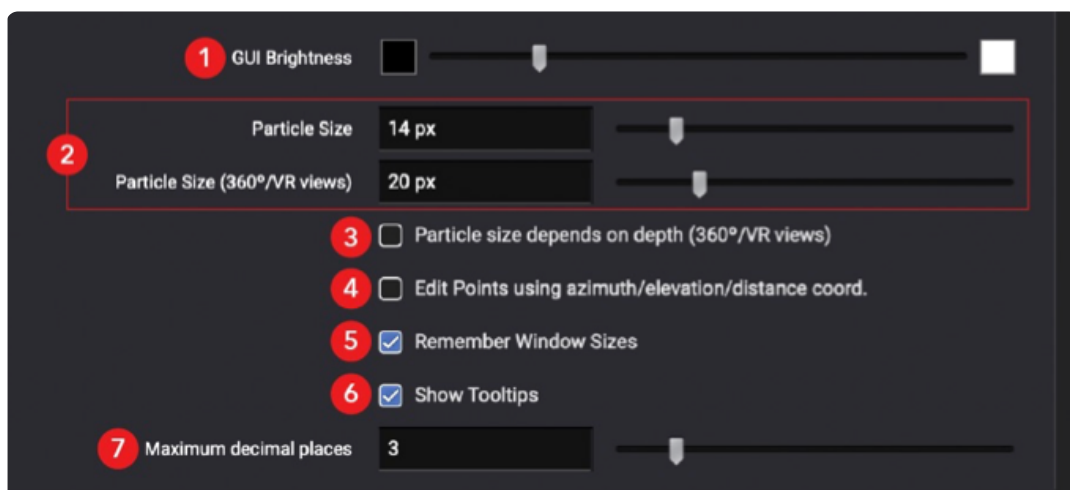 1 GUI Brightness
2
Particle Size 14 px
Particle Size (360º/VR views) 20 px
3 Particle size depends on depth (360º/VR views)
4 Edit Points using azimuth/elevation/distance coord.
5 Remember Window Sizes
6 Show Tooltips
7 Maximum decimal places 3